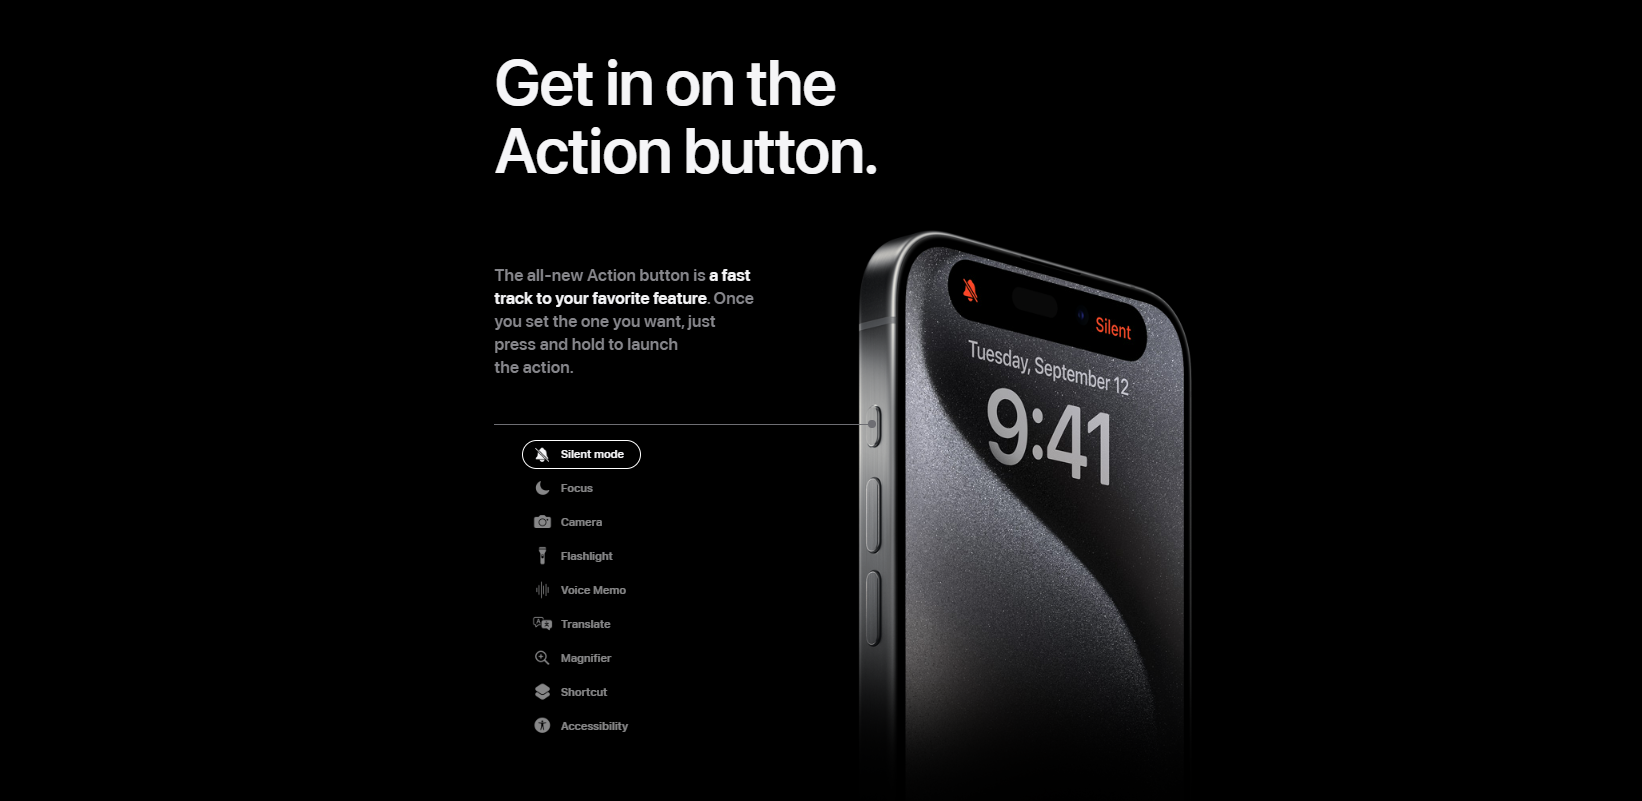 Get in on the
Action button.
The all-new Action button is a fast
track to your favorite feature. Once
you set the one you want, just
press and hold to launch
the action.
Silent mode
Focus
Camera
Flashlight
Voice Memo
Translate
Magnifier
Shortcut
Accessibility
Silent
Tuesday, September 12
9:41